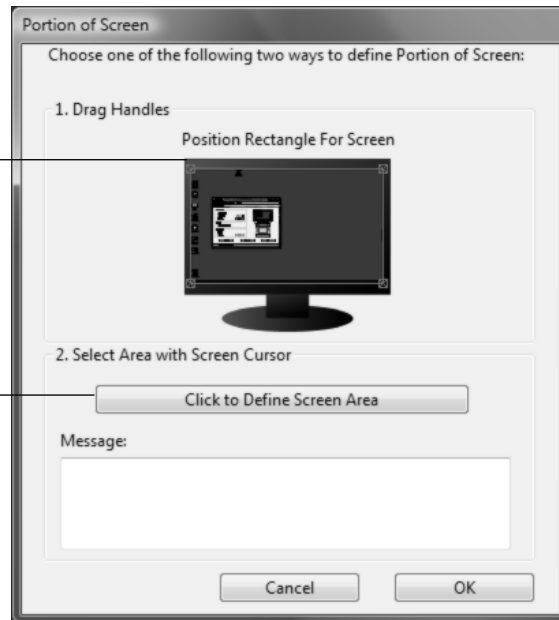 Portion of Screen
Choose one of the following two ways to define Portion of Screen:
1. Drag Handles
Position Rectangle For Screen
2. Select Area with Screen Cursor
Click to Define Screen Area
Message:
Cancel
OK